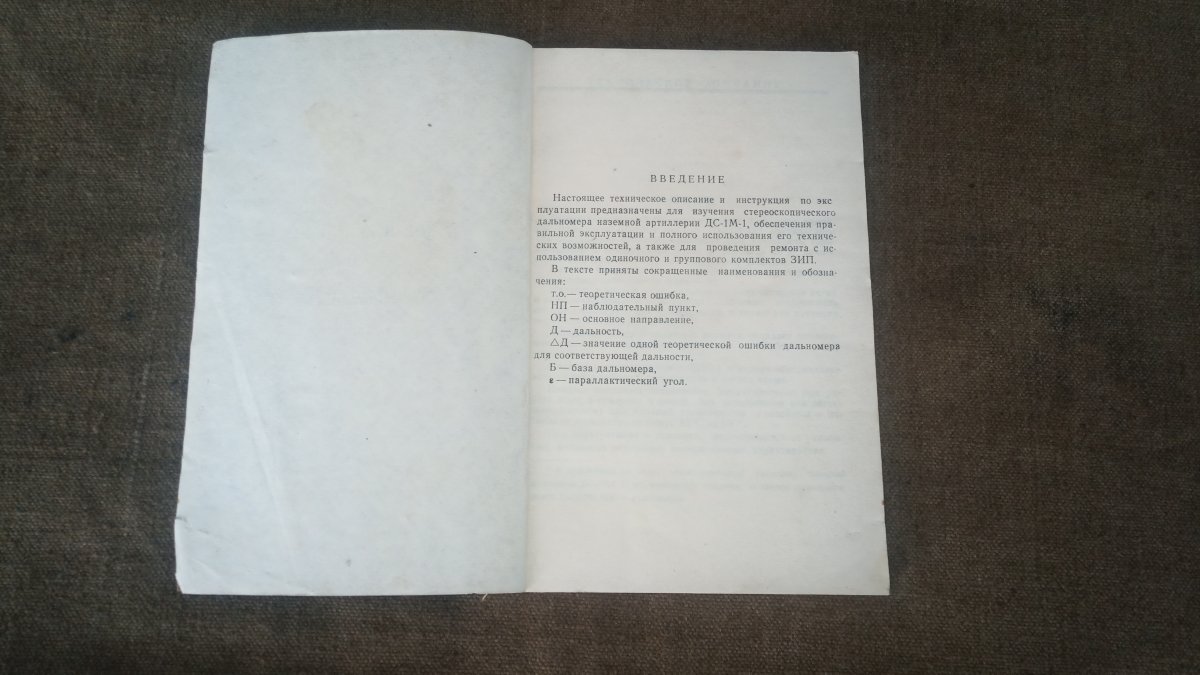 ВВЕДЕНИЕ
Настоящее техническое описание и инструкция по экс
плуатации предназначены для изучения стереоскопического
дальномера наземной артиллерии ДС-1М-1, обеспечения пра-
вильной эксплуатации и полного использования его техниче-
ских возможностей, а также для проведения ремонта с ис-
пользованием одиночного и группового комплектов ЗИП.
В тексте приняты сокращенные наименования и обозна-
чения:
т.о.— теоретическая ошибка,
НП — наблюдательный пункт,
ОН — основное направление,
Д — дальность,
△Д — значение одной теоретической ошибки дальномера
для соответствующей дальности,
Б — база дальномера,
ε — параллактический угол.